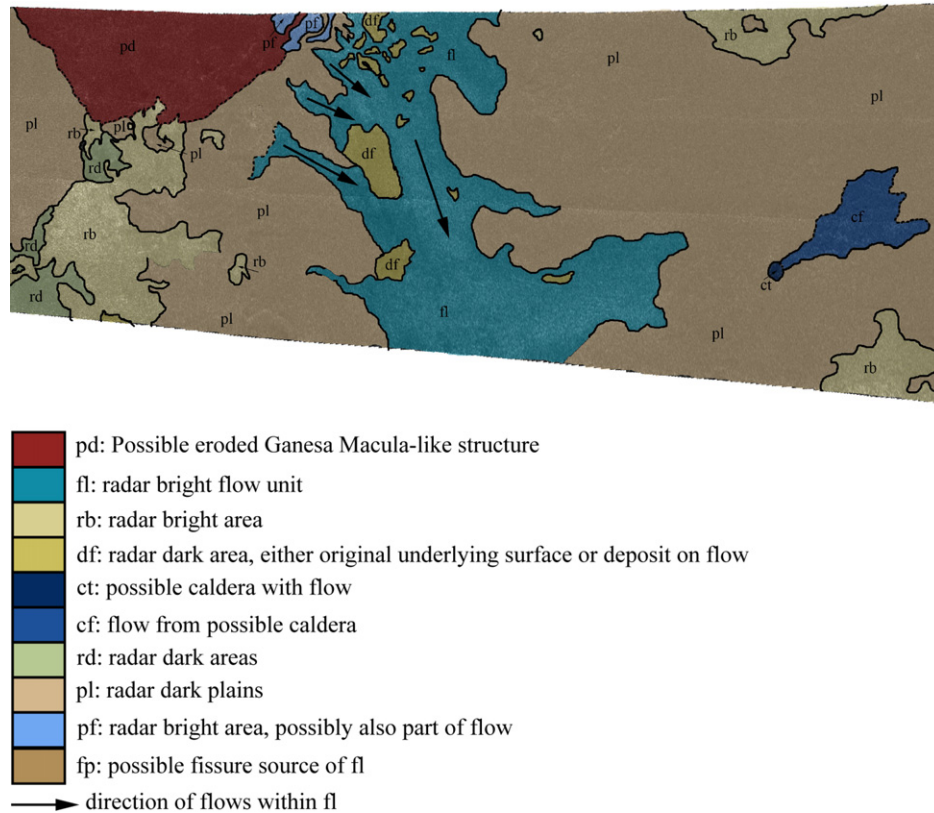 pd
pf
pf
df
fl
pl
rb
pl
pl
rb
pl
pl
rd
df
pl
cf
rd
rb
rb
df
ct
rd
fl
pl
pl
rb
pd: Possible eroded Ganesa Macula-like structure
fl: radar bright flow unit
rb: radar bright area
df: radar dark area, either original underlying surface or deposit on flow
ct: possible caldera with flow
cf: flow from possible caldera
rd: radar dark areas
pl: radar dark plains
pf: radar bright area, possibly also part of flow
fp: possible fissure source of fl
direction of flows within fl